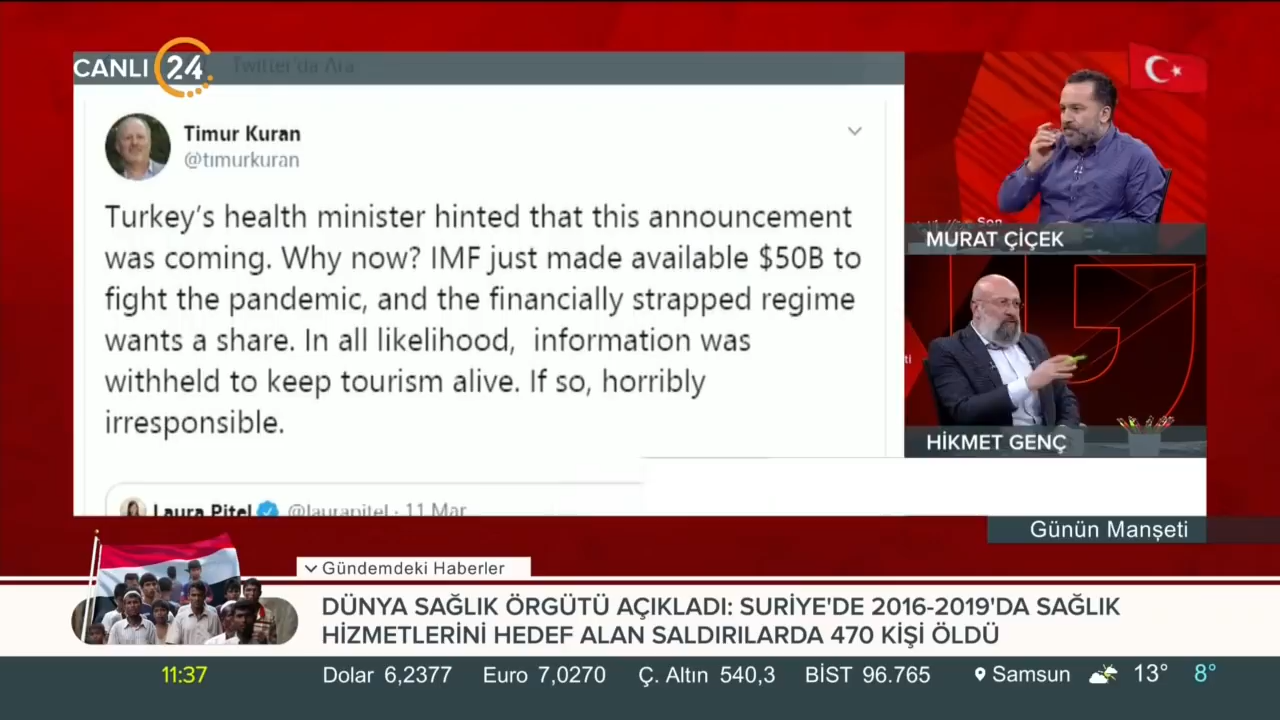 CANLI 24
Twitter'da Ara
Timur Kuran
@timurkuran
Turkey's health minister hinted that this announcement
was coming. Why now? IMF just made available $50B to
fight the pandemic, and the financially strapped regime
wants a share. In all likelihood, information was
withheld to keep tourism alive. If so, horribly
irresponsible.
Laura Pitel @laurapitel · 11 Mar
Son
MURAT ÇİÇEK
HİKMET GENÇ
Günün Manşeti
Gündemdeki Haberler
DÜNYA SAĞLIK ÖRGÜTÜ AÇIKLADI: SURİYE'DE 2016-2019'DA SAĞLIK
HİZMETLERİNİ HEDEF ALAN SALDIRILARDA 470 KİŞİ ÖLDÜ
11:37 Dolar 6,2377 Euro 7,0270 Ç. Altın 540,3 BİST 96.765 Samsun 13° 8°